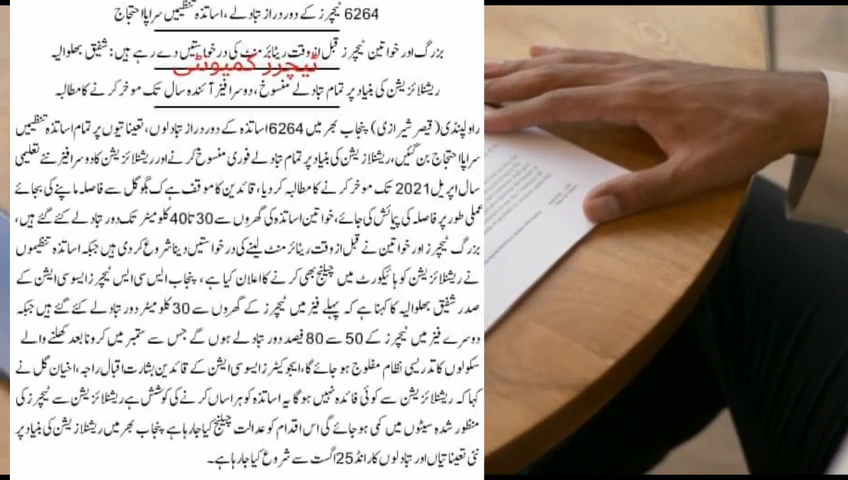 6264 ٹیچرز کے دور دراز تبادلے، اساتذہ تنظیمیں سراپا احتجاج
بزرگ اور خواتین ٹیچرز قبل از وقت ریٹائرمنٹ کی درخواستیں دے رہے ہیں: شفیق بھلوالیہ
ٹیچرز کمیونٹی
ریشنلائزیشن کی بنیاد پر تمام تبادلے منسوخ، دوسرا فیز آئندہ سال تک موخر کرنے کا مطالبہ
راولپنڈی (قیصر شیرازی) پنجاب بھر میں 6264 اساتذہ کے دور دراز تبادلوں، تعیناتیوں پر تمام اساتذہ تنظیمیں
سراپا احتجاج بن گئیں، ریشنلائزیشن کی بنیاد پر تمام تبادلے فوری منسوخ کرنے اور ریشنلائزیشن کا دوسرا فیز نئے تعلیمی
سال اپریل 2021 تک موخر کرنے کا مطالبہ کر دیا، قائدین کا موقف ہے کہ گوگل سے فاصلہ ماپنے کی بجائے
عملی طور پر فاصلہ کی پیمائش کی جائے، خواتین اساتذہ کی گھروں سے 30 تا 40 کلومیٹر تک دور تبادلے کئے گئے ہیں،
بزرگ ٹیچرز اور خواتین نے قبل از وقت ریٹائرمنٹ لینے کی درخواستیں دینا شروع کر دی ہیں جبکہ اساتذہ تنظیموں
نے ریشنلائزیشن کو ہائیکورٹ میں چیلنج بھی کرنے کا اعلان کیا ہے، پنجاب ایس ای ایس ٹیچرز ایسوسی ایشن کے
صدر شفیق بھلوالیہ کا کہنا ہے کہ پہلے فیز میں ٹیچرز کے گھروں سے 30 کلومیٹر دور تبادلے کئے گئے ہیں جبکہ
دوسرے فیز میں ٹیچرز کے 50 سے 80 فیصد دور تبادلے ہوں گے جس سے ستمبر میں کرونا بعد کھلنے والے
سکولوں کا تدریسی نظام مفلوج ہو جائے گا، ایجوکیٹرز ایسوسی ایشن کے قائدین بشارت اقبال راجہ، اخیان گل نے
کہا کہ ریشنلائزیشن سے کوئی فائدہ نہیں ہوگا یہ اساتذہ کو ہراساں کرنے کی کوشش ہے ریشنلائزیشن سے ٹیچرز کی
منظور شدہ سیٹوں میں کمی ہو جائے گی اس اقدام کو عدالت چیلنج کیا جا رہا ہے پنجاب بھر میں ریشنلائزیشن کی بنیاد پر
نئی تعیناتیاں اور تبادلوں کا راؤنڈ 25 اگست سے شروع کیا جا رہا ہے۔